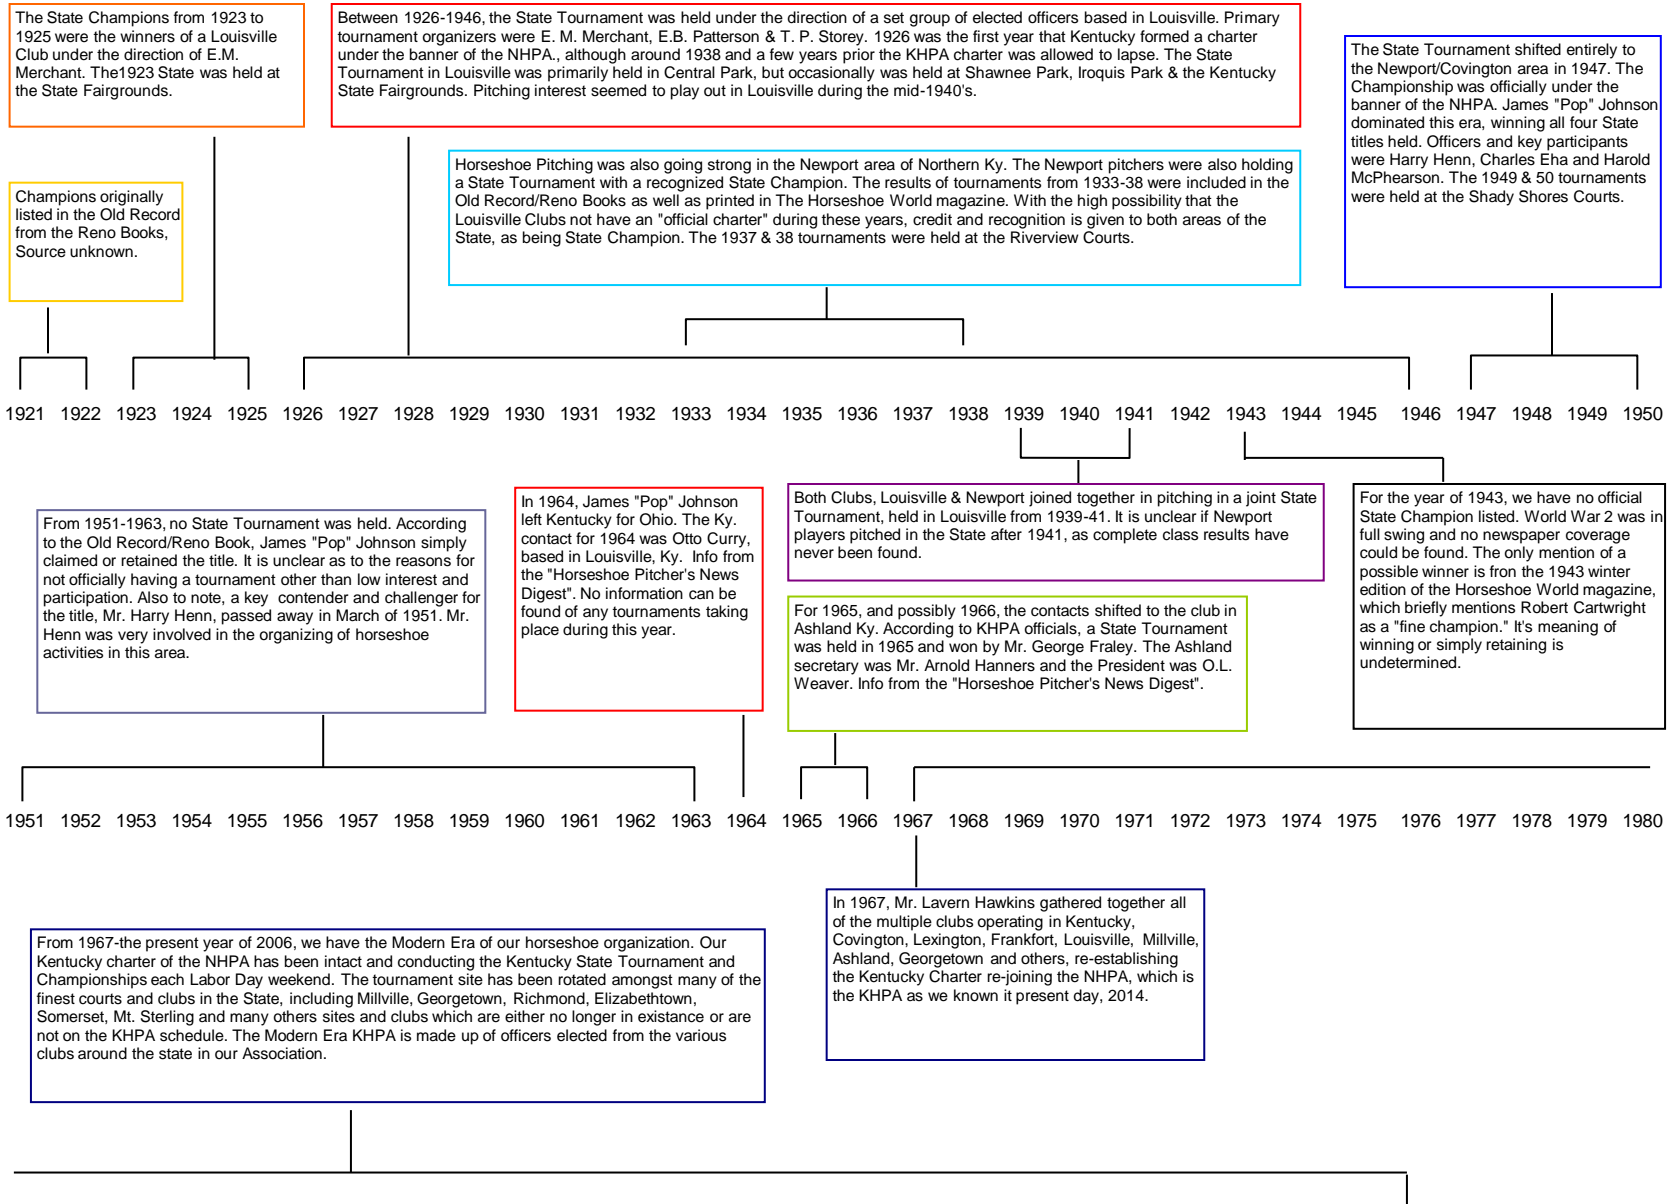 The State Champions from 1923 to
1925 were the winners of a Louisville
Club under the direction of E.M.
Merchant. The1923 State was held at
the State Fairgrounds.
Between 1926-1946, the State Tournament was held under the direction of a set group of elected officers based in Louisville. Primary
tournament organizers were E. M. Merchant, E.B. Patterson & T. P. Storey. 1926 was the first year that Kentucky formed a charter
under the banner of the NHPA., although around 1938 and a few years prior the KHPA charter was allowed to lapse. The State
Tournament in Louisville was primarily held in Central Park, but occasionally was held at Shawnee Park, Iroquis Park & the Kentucky
State Fairgrounds. Pitching interest seemed to play out in Louisville during the mid-1940's.
The State Tournament shifted entirely to
the Newport/Covington area in 1947. The
Championship was officially under the
banner of the NHPA. James "Pop" Johnson
dominated this era, winning all four State
titles held. Officers and key participants
were Harry Henn, Charles Eha and Harold
McPhearson. The 1949 & 50 tournaments
were held at the Shady Shores Courts.
Champions originally
listed in the Old Record
from the Reno Books,
Source unknown.
Horseshoe Pitching was also going strong in the Newport area of Northern Ky. The Newport pitchers were also holding
a State Tournament with a recognized State Champion. The results of tournaments from 1933-38 were included in the
Old Record/Reno Books as well as printed in The Horseshoe World magazine. With the high possibility that the
Louisville Clubs not have an "official charter" during these years, credit and recognition is given to both areas of the
State, as being State Champion. The 1937 & 38 tournaments were held at the Riverview Courts.
1921 1922 1923 1924 1925 1926 1927 1928 1929 1930 1931 1932 1933 1934 1935 1936 1937 1938 1939 1940 1941 1942 1943 1944 1945 1946 1947 1948 1949 1950
From 1951-1963, no State Tournament was held. According
to the Old Record/Reno Book, James "Pop" Johnson simply
claimed or retained the title. It is unclear as to the reasons for
not officially having a tournament other than low interest and
participation. Also to note, a key contender and challenger for
the title, Mr. Harry Henn, passed away in March of 1951. Mr.
Henn was very involved in the organizing of horseshoe
activities in this area.
In 1964, James "Pop" Johnson
left Kentucky for Ohio. The Ky.
contact for 1964 was Otto Curry,
based in Louisville, Ky. Info from
the "Horseshoe Pitcher's News
Digest". No information can be
found of any tournaments taking
place during this year.
Both Clubs, Louisville & Newport joined together in pitching in a joint State
Tournament, held in Louisville from 1939-41. It is unclear if Newport
players pitched in the State after 1941, as complete class results have
never been found.
For 1965, and possibly 1966, the contacts shifted to the club in
Ashland Ky. According to KHPA officials, a State Tournament
was held in 1965 and won by Mr. George Fraley. The Ashland
secretary was Mr. Arnold Hanners and the President was O.L.
Weaver. Info from the "Horseshoe Pitcher's News Digest".
For the year of 1943, we have no official
State Champion listed. World War 2 was in
full swing and no newspaper coverage
could be found. The only mention of a
possible winner is fron the 1943 winter
edition of the Horseshoe World magazine,
which briefly mentions Robert Cartwright
as a "fine champion." It's meaning of
winning or simply retaining is
undetermined.
1951 1952 1953 1954 1955 1956 1957 1958 1959 1960 1961 1962 1963 1964 1965 1966 1967 1968 1969 1970 1971 1972 1973 1974 1975 1976 1977 1978 1979 1980
From 1967-the present year of 2006, we have the Modern Era of our horseshoe organization. Our
Kentucky charter of the NHPA has been intact and conducting the Kentucky State Tournament and
Championships each Labor Day weekend. The tournament site has been rotated amongst many of the
finest courts and clubs in the State, including Millville, Georgetown, Richmond, Elizabethtown,
Somerset, Mt. Sterling and many others sites and clubs which are either no longer in existance or are
not on the KHPA schedule. The Modern Era KHPA is made up of officers elected from the various
clubs around the state in our Association.
In 1967, Mr. Lavern Hawkins gathered together all
of the multiple clubs operating in Kentucky,
Covington, Lexington, Frankfort, Louisville, Millville,
Ashland, Georgetown and others, re-establishing
the Kentucky Charter re-joining the NHPA, which is
the KHPA as we known it present day, 2014.